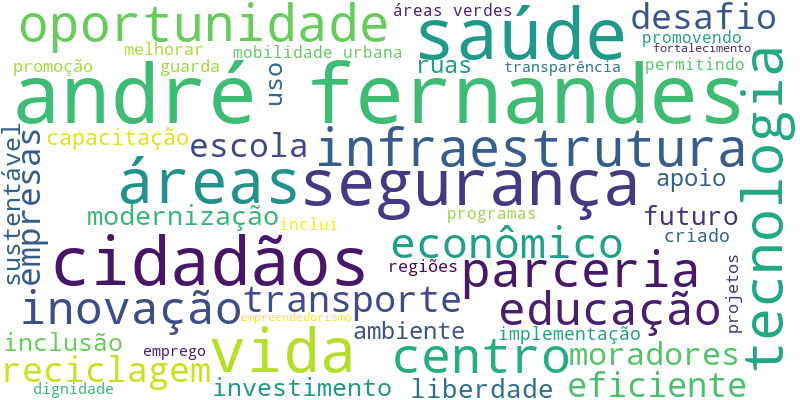 oportunidade
áreas verdes
saúde
desafio
melhorar
mobilidade urbana
promovendo
fortalecimento
promoção
guarda
uso
ruas
transparência
permitindo
andré fernandes
tecnologia
sustentável
empresas
capacitação
escola
infraestrutura
áreas
segurança
apoio
modernização
inclui
programas
futuro
criado
cidadãos
econômico
regiões
parceria
projetos
inovação
transporte
educação
empreendedorismo
ambiente
implementação
inclusão
emprego
vida
centro
moradores
reciclagem
dignidade
investimento
liberdade
eficiente